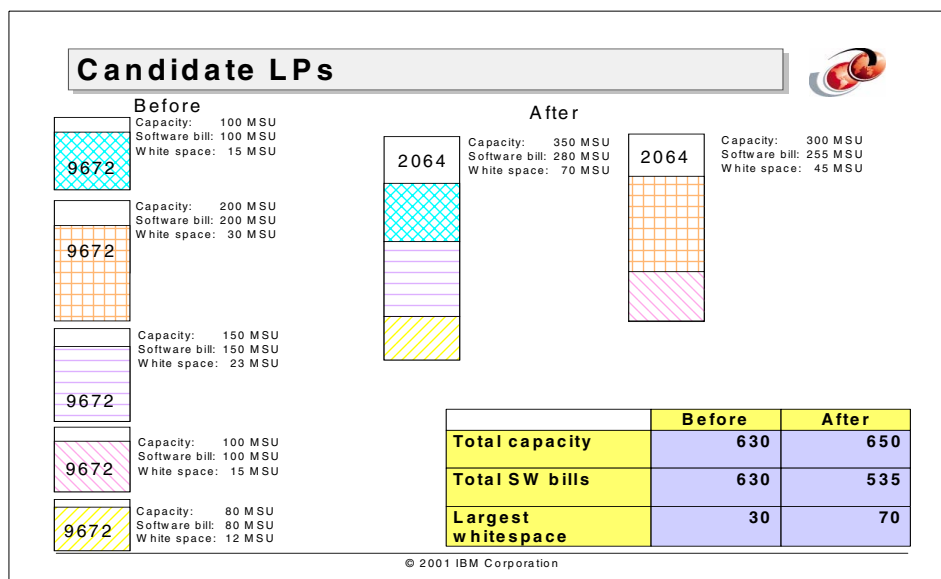 Candidate LPs
Before
After
9672
Capacity: 100 MSU
Software bill: 100 MSU
White space: 15 MSU
9672
Capacity: 200 MSU
Software bill: 200 MSU
White space: 30 MSU
9672
Capacity: 150 MSU
Software bill: 150 MSU
White space: 23 MSU
9672
Capacity: 100 MSU
Software bill: 100 MSU
White space: 15 MSU
9672
Capacity: 80 MSU
Software bill: 80 MSU
White space: 12 MSU
2064
Capacity: 350 MSU
Software bill: 280 MSU
White space: 70 MSU
2064
Capacity: 300 MSU
Software bill: 255 MSU
White space: 45 MSU
Before After
Total capacity 630 650
Total SW bills 630 535
Largest 30 70
whitespace
© 2001 IBM Corporation